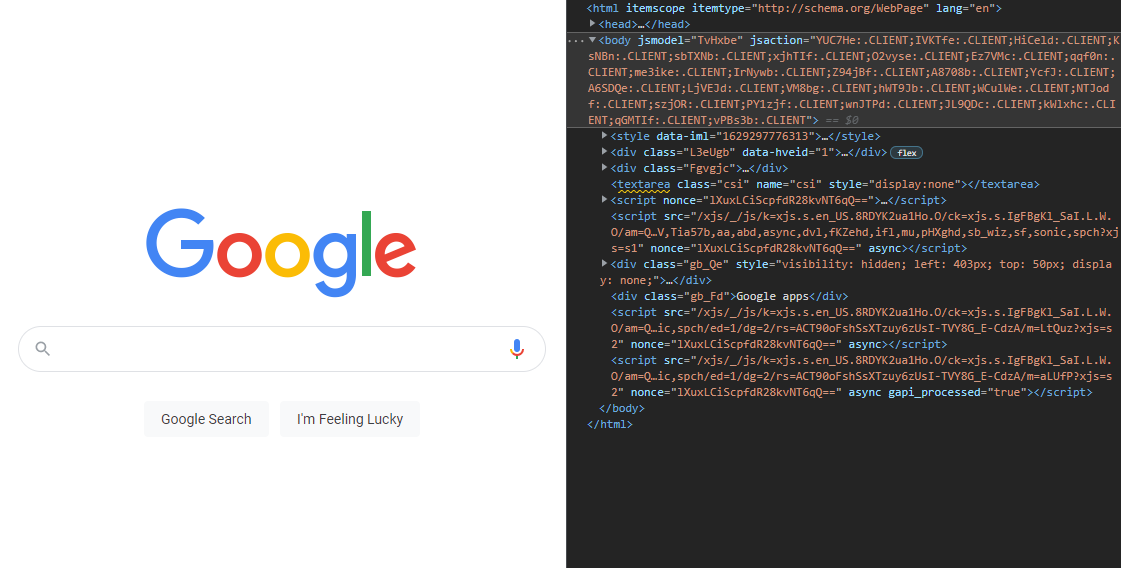 Google
Google Search
I'm Feeling Lucky
<html itemscope itemtype="http://schema.org/WebPage" lang="en">
<head>…</head>
<body jsmodel="TvHxbe" jsaction="YUC7He:.CLIENT;IVKTfe:.CLIENT;HiCeld:.CLIENT;K
sNBn:.CLIENT;sbTXNb:.CLIENT;xjhTIf:.CLIENT;O2vyse:.CLIENT;Ez7VMc:.CLIENT;qqf0n:.
CLIENT;me3ike:.CLIENT;IrNywb:.CLIENT;Z94jBf:.CLIENT;A8708b:.CLIENT;YcfJ:.CLIENT;
A6SDQe:.CLIENT;LjVEJd:.CLIENT;VM8bg:.CLIENT;hWT9Jb:.CLIENT;WCulWe:.CLIENT;NTJod
f:.CLIENT;szjOR:.CLIENT;PY1zjf:.CLIENT;wnJTPd:.CLIENT;JL9QDc:.CLIENT;kWlxhc:.CLI
ENT;qGMTIf:.CLIENT;vPBs3b:.CLIENT"> == $0
<style data-iml="1629297776313">…</style>
<div class="L3eUgb" data-hveid="1">…</div> flex
<div class="Fgvgjc">…</div>
<textarea class="csi" name="csi" style="display:none"></textarea>
<script nonce="lXuxLCiScpfdR28kvNT6qQ==">…</script>
<script src="/xjs/_/js/k=xjs.s.en_US.8RDYK2ua1Ho.O/ck=xjs.s.IgFBgKl_SaI.L.W.
O/am=Q…V,Tia57b,aa,abd,async,dvl,fKZehd,ifl,mu,pHXghd,sb_wiz,sf,sonic,spch?xj
s=s1" nonce="lXuxLCiScpfdR28kvNT6qQ==" async></script>
<div class="gb_Qe" style="visibility: hidden; left: 403px; top: 50px; displa
y: none;">…</div>
<div class="gb_Fd">Google apps</div>
<script src="/xjs/_/js/k=xjs.s.en_US.8RDYK2ua1Ho.O/ck=xjs.s.IgFBgKl_SaI.L.W.
O/am=Q…ic,spch/ed=1/dg=2/rs=ACT90oFshSsXTzuy6zUsI-TVY8G_E-CdzA/m=LtQuz?xjs=s
2" nonce="lXuxLCiScpfdR28kvNT6qQ==" async></script>
<script src="/xjs/_/js/k=xjs.s.en_US.8RDYK2ua1Ho.O/ck=xjs.s.IgFBgKl_SaI.L.W.
O/am=Q…ic,spch/ed=1/dg=2/rs=ACT90oFshSsXTzuy6zUsI-TVY8G_E-CdzA/m=aLUfP?xjs=s
2" nonce="lXuxLCiScpfdR28kvNT6qQ==" async gapi_processed="true"></script>
</body>
</html>